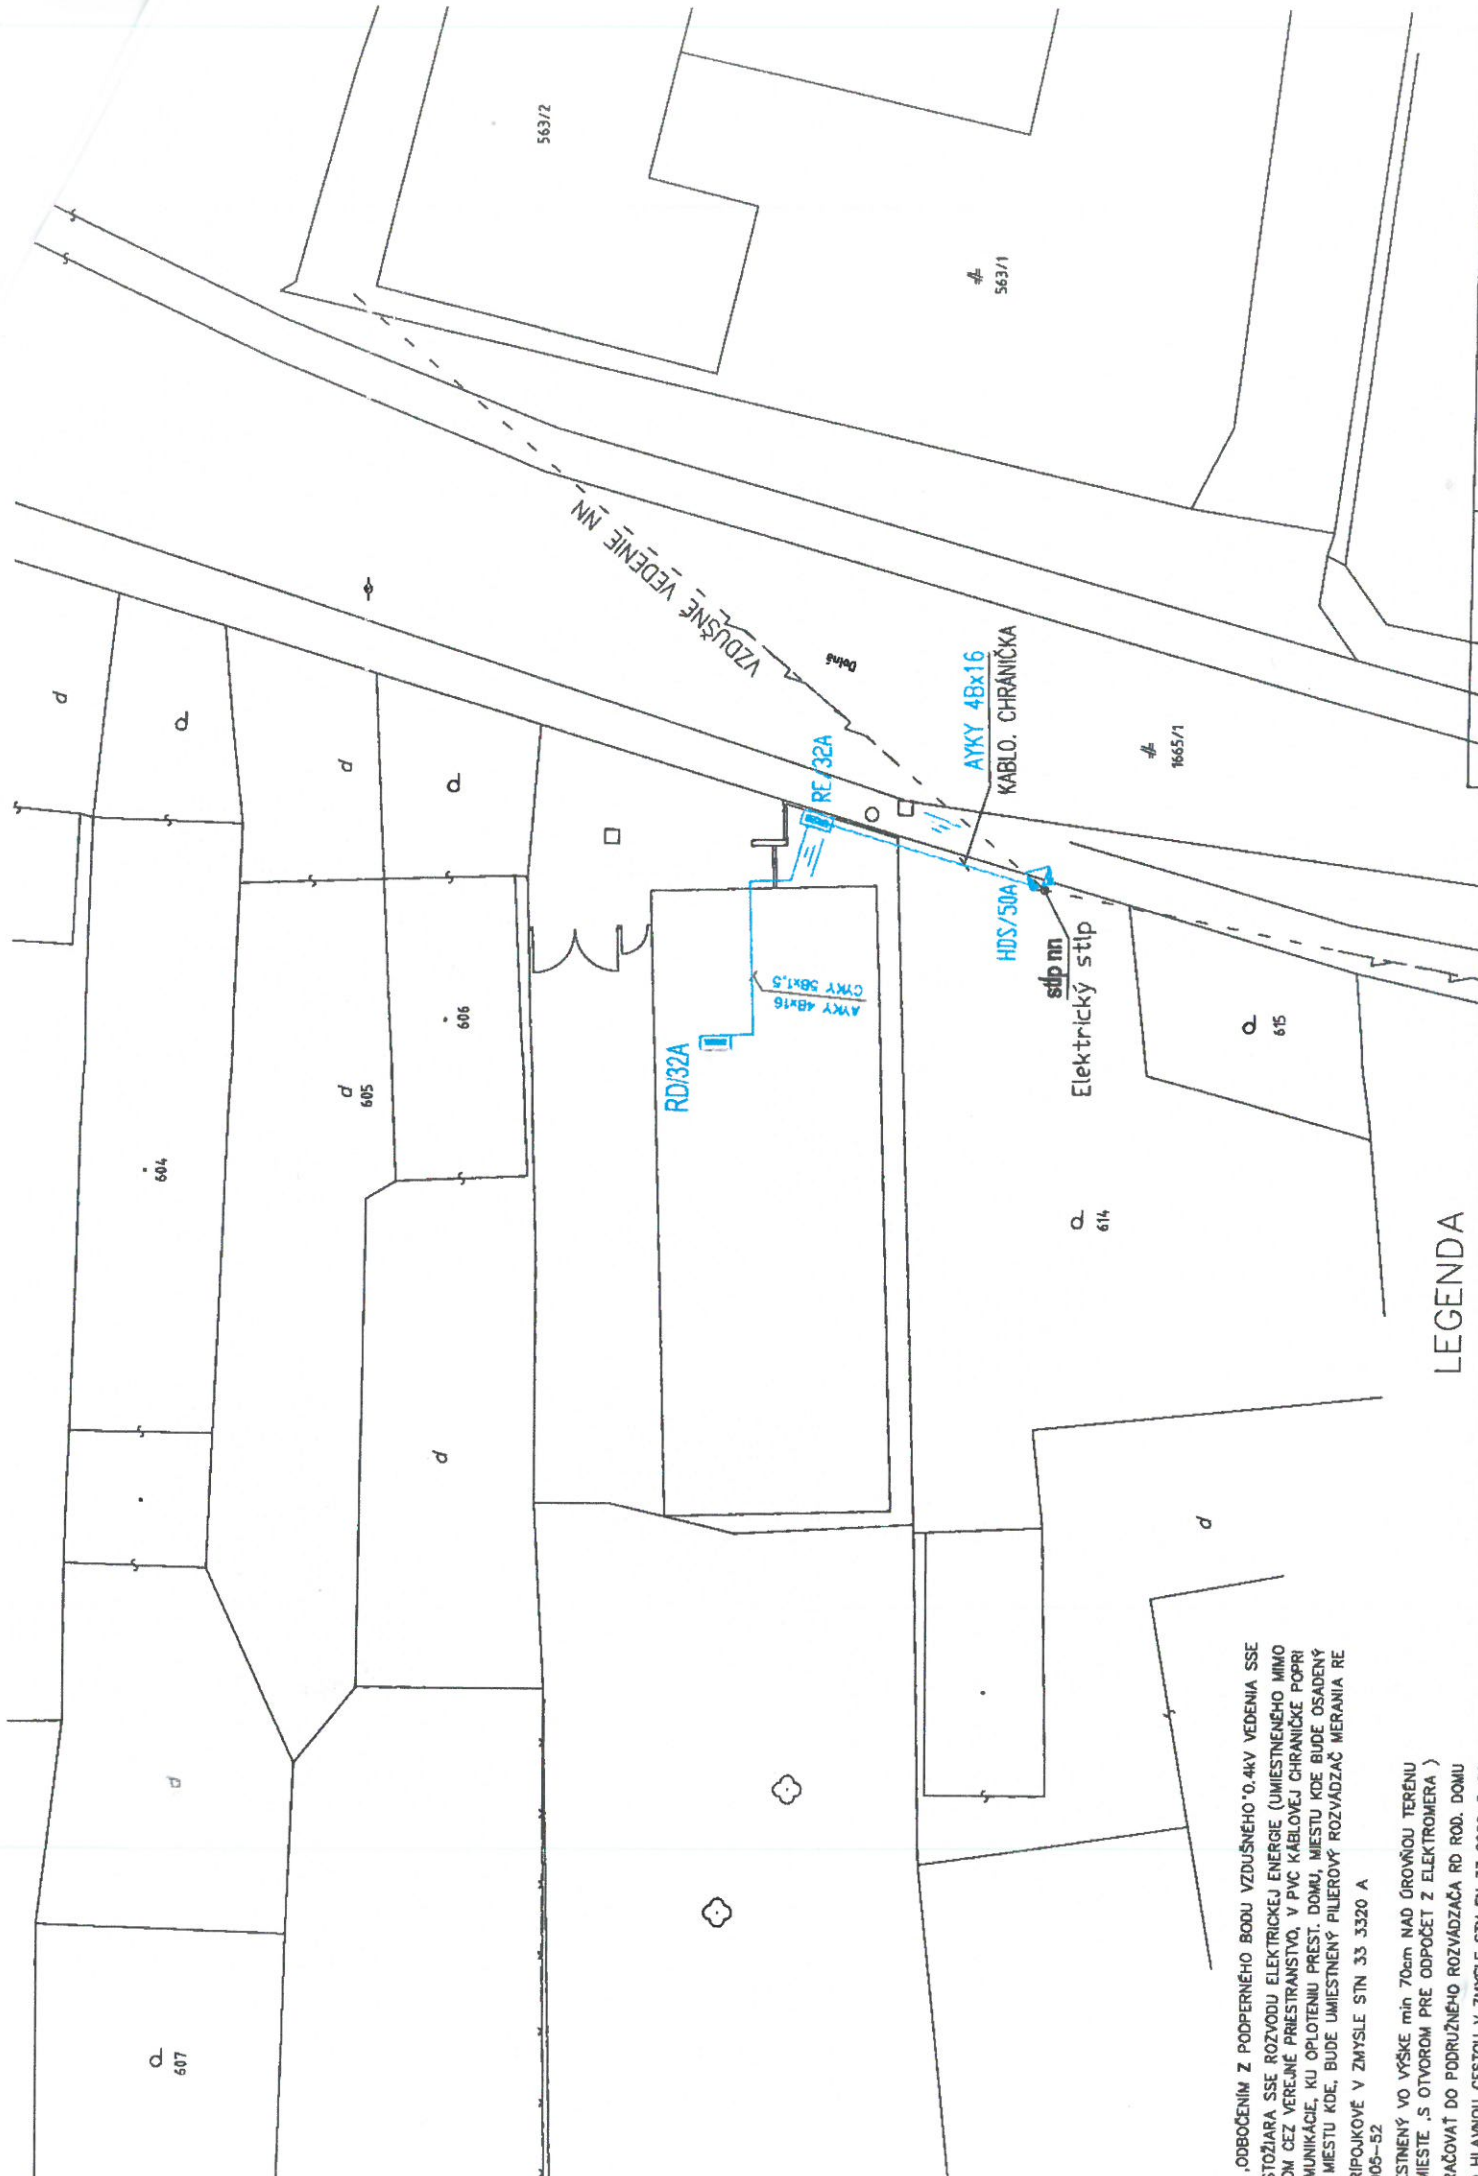 563/2
563/1
VZDUŠNÉ VEDENIE NN
Dolná
d
d
d
d
RE/32A
AYKY 4Bx16
KABLO. CHRÁNIČKA
1665/1
HDS/50A
stĺp nn
Elektrický stĺp
AYKY 4Bx16
CYKY 5Bx1,5
RD/32A
604
d
605
606
615
614
d
d
d
607
LEGENDA
,ODBOČENÍM Z PODPERNÉHO BODU VZDUŠNÉHO 0.4kV VEDENIA SSE
STOŽIARA SSE ROZVODU ELEKTRICKEJ ENERGIE (UMIESTNENÉHO MIMO
OM CEZ VEREJNÉ PRIESTRANSTVO, V PVC KÁBLOVEJ CHRANIČKE POPRI
MUNIKÁCIE, KU OPLOTENIU PREST. DOMU, MIESTU KDE BUDE OSADENÝ
MIESTU KDE, BUDE UMIESTNENÝ PILIEROVÝ ROZVÁDZAČ MERANIA RE
RÍPOJKOVÉ V ZMYSLE STN 33 3320 A
05-52
STNENÝ VO VÝŠKE min 70cm NAD ÚROVŇOU TERÉNU
MIESTE ,S OTVOROM PRE ODPOČET Z ELEKTROMERA )
RAČOVAŤ DO PODRUŽNÉHO ROZVÁDZAČA RD ROD. DOMU